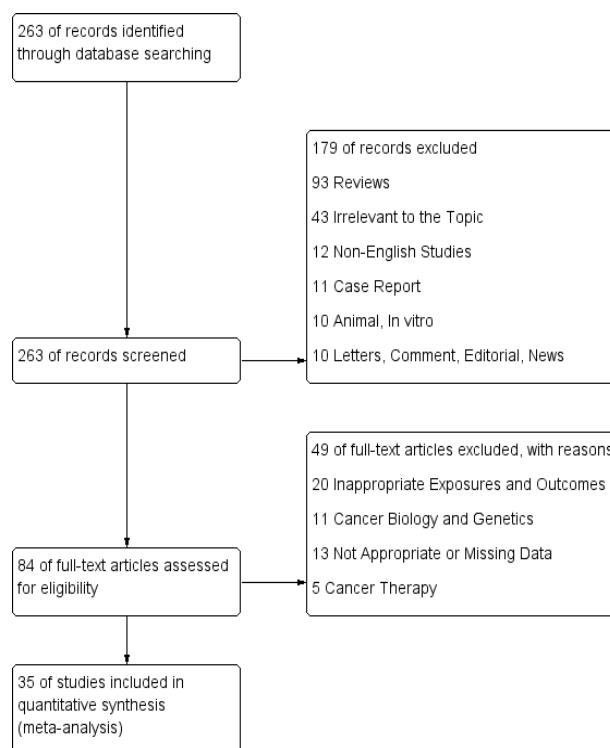 263 of records identified
through database searching
179 of records excluded
93 Reviews
43 Irrelevant to the Topic
12 Non-English Studies
11 Case Report
10 Animal, In vitro
10 Letters, Comment, Editorial, News
263 of records screened
49 of full-text articles excluded, with reasons
20 Inappropriate Exposures and Outcomes
11 Cancer Biology and Genetics
13 Not Appropriate or Missing Data
5 Cancer Therapy
84 of full-text articles assessed
for eligibility
35 of studies included in
quantitative synthesis
(meta-analysis)